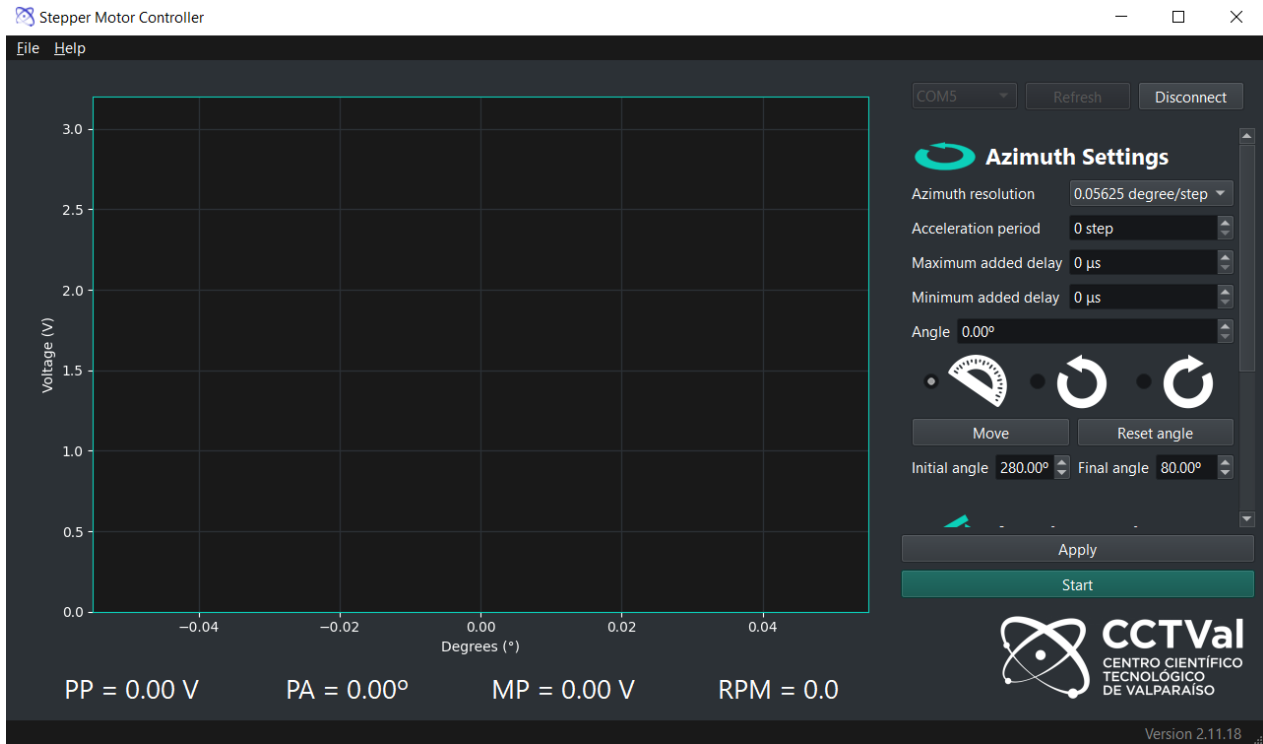 Stepper Motor Controller
File Help
COM5 Refresh Disconnect
Azimuth Settings
Azimuth resolution 0.05625 degree/step
Acceleration period 0 step
Maximum added delay 0 µs
Minimum added delay 0 µs
Angle 0.00º
Move Reset angle
Initial angle 280.00º Final angle 80.00º
Apply
Start
3.0
2.5
2.0
1.5
1.0
0.5
0.0
Voltage (V)
−0.04 −0.02 0.00 0.02 0.04
Degrees (°)
PP = 0.00 V PA = 0.00º MP = 0.00 V RPM = 0.0
CCTVal
CENTRO CIENTÍFICO
TECNOLÓGICO
DE VALPARAÍSO
Version 2.11.18